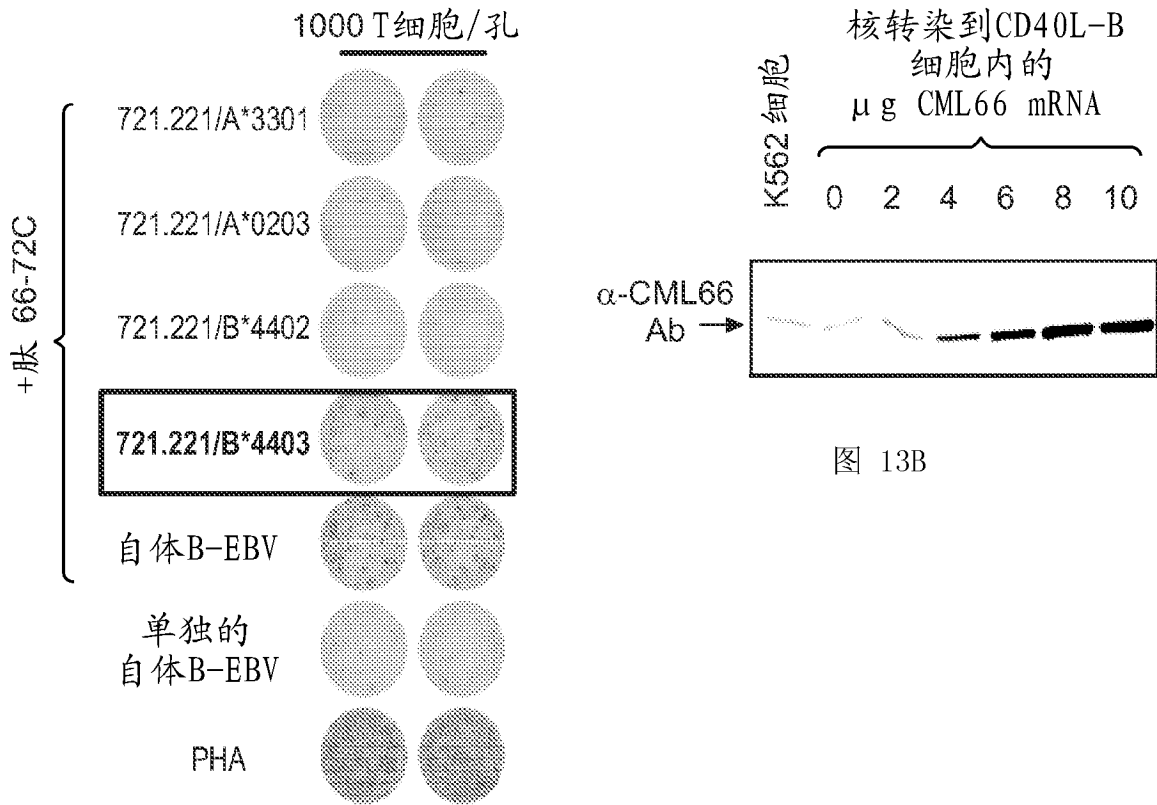 1000 T细胞/孔
+肽 66-72C
721.221/A*3301
721.221/A*0203
721.221/B*4402
721.221/B*4403
自体B-EBV
单独的
自体B-EBV
PHA
K562 细胞
核转染到CD40L-B
细胞内的
μg CML66 mRNA
0 2 4 6 8 10
α-CML66
Ab
图 13B